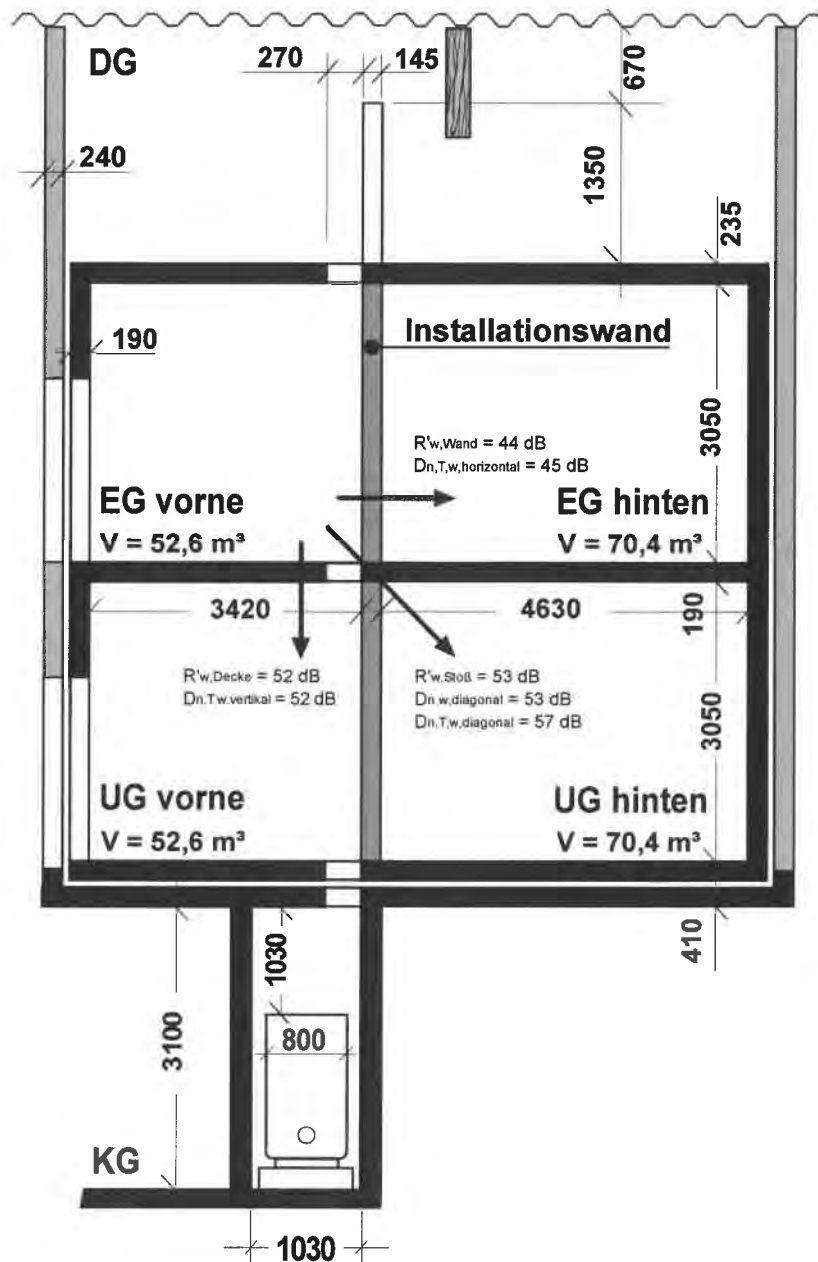 DG
270
145
670
240
1350
235
190
Installationswand
3050
R'w,Wand = 44 dB
Dn,T,w,horizontal = 45 dB
EG vorne
V = 52,6 m³
EG hinten
V = 70,4 m³
3420
4630
190
R'w,Decke = 52 dB
Dn,T,w,vertikal = 52 dB
R'w,Stoß = 53 dB
Dn,w,diagonal = 53 dB
Dn,T,w,diagonal = 57 dB
3050
UG vorne
V = 52,6 m³
UG hinten
V = 70,4 m³
410
1030
3100
800
KG
1030